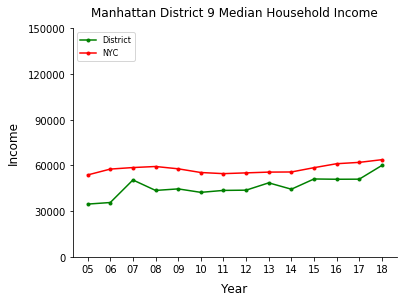 Manhattan District 9 Median Household Income
150000
120000
90000
60000
30000
0
Income
District
NYC
05 06 07 08 09 10 11 12 13 14 15 16 17 18
Year